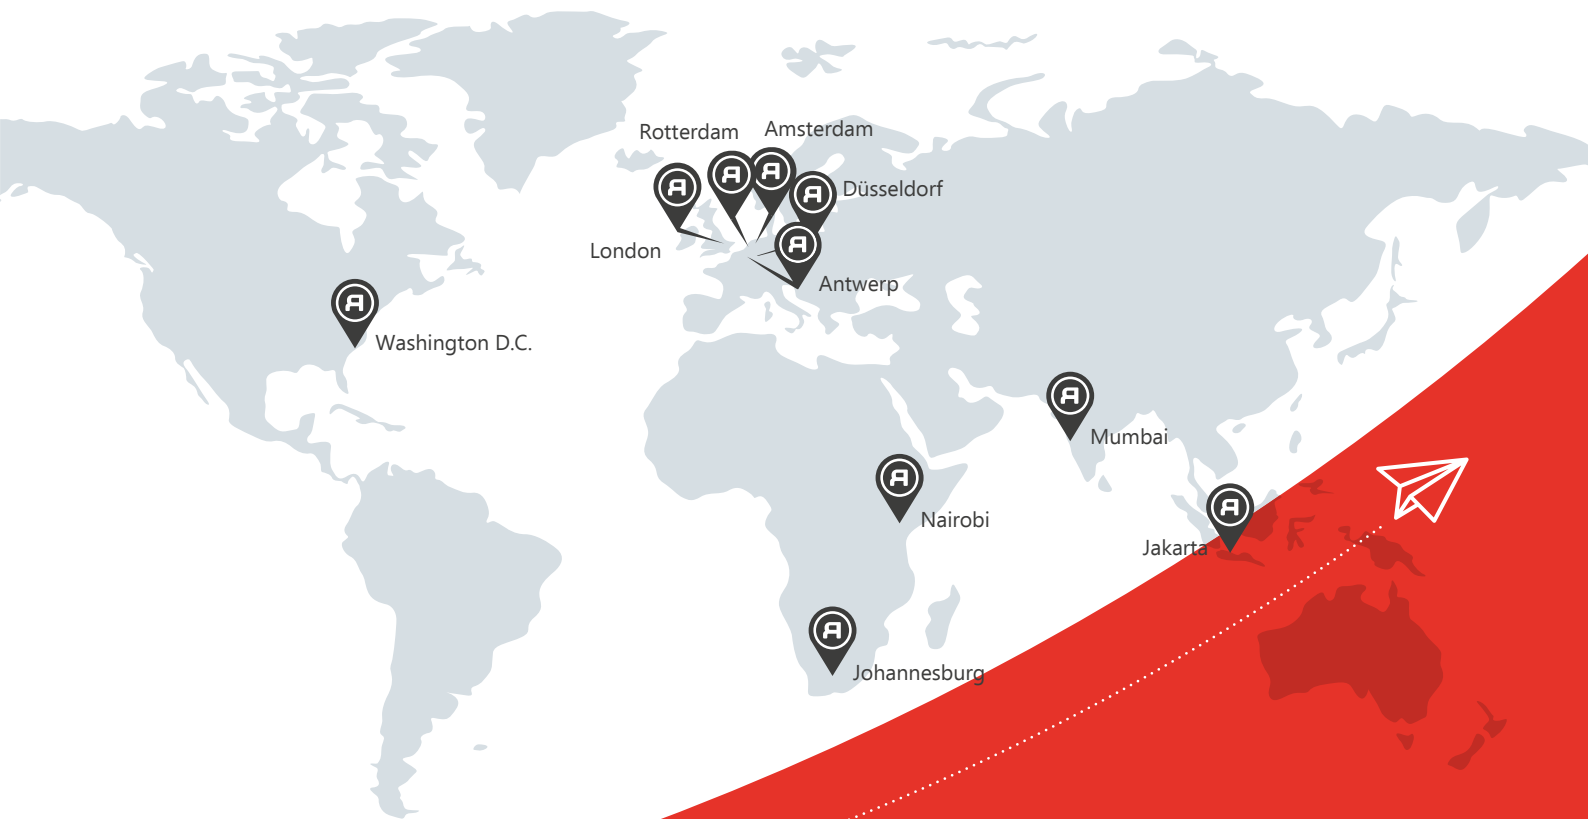 Rotterdam
Amsterdam
Düsseldorf
London
Antwerp
Washington D.C.
Mumbai
Nairobi
Jakarta
Johannesburg